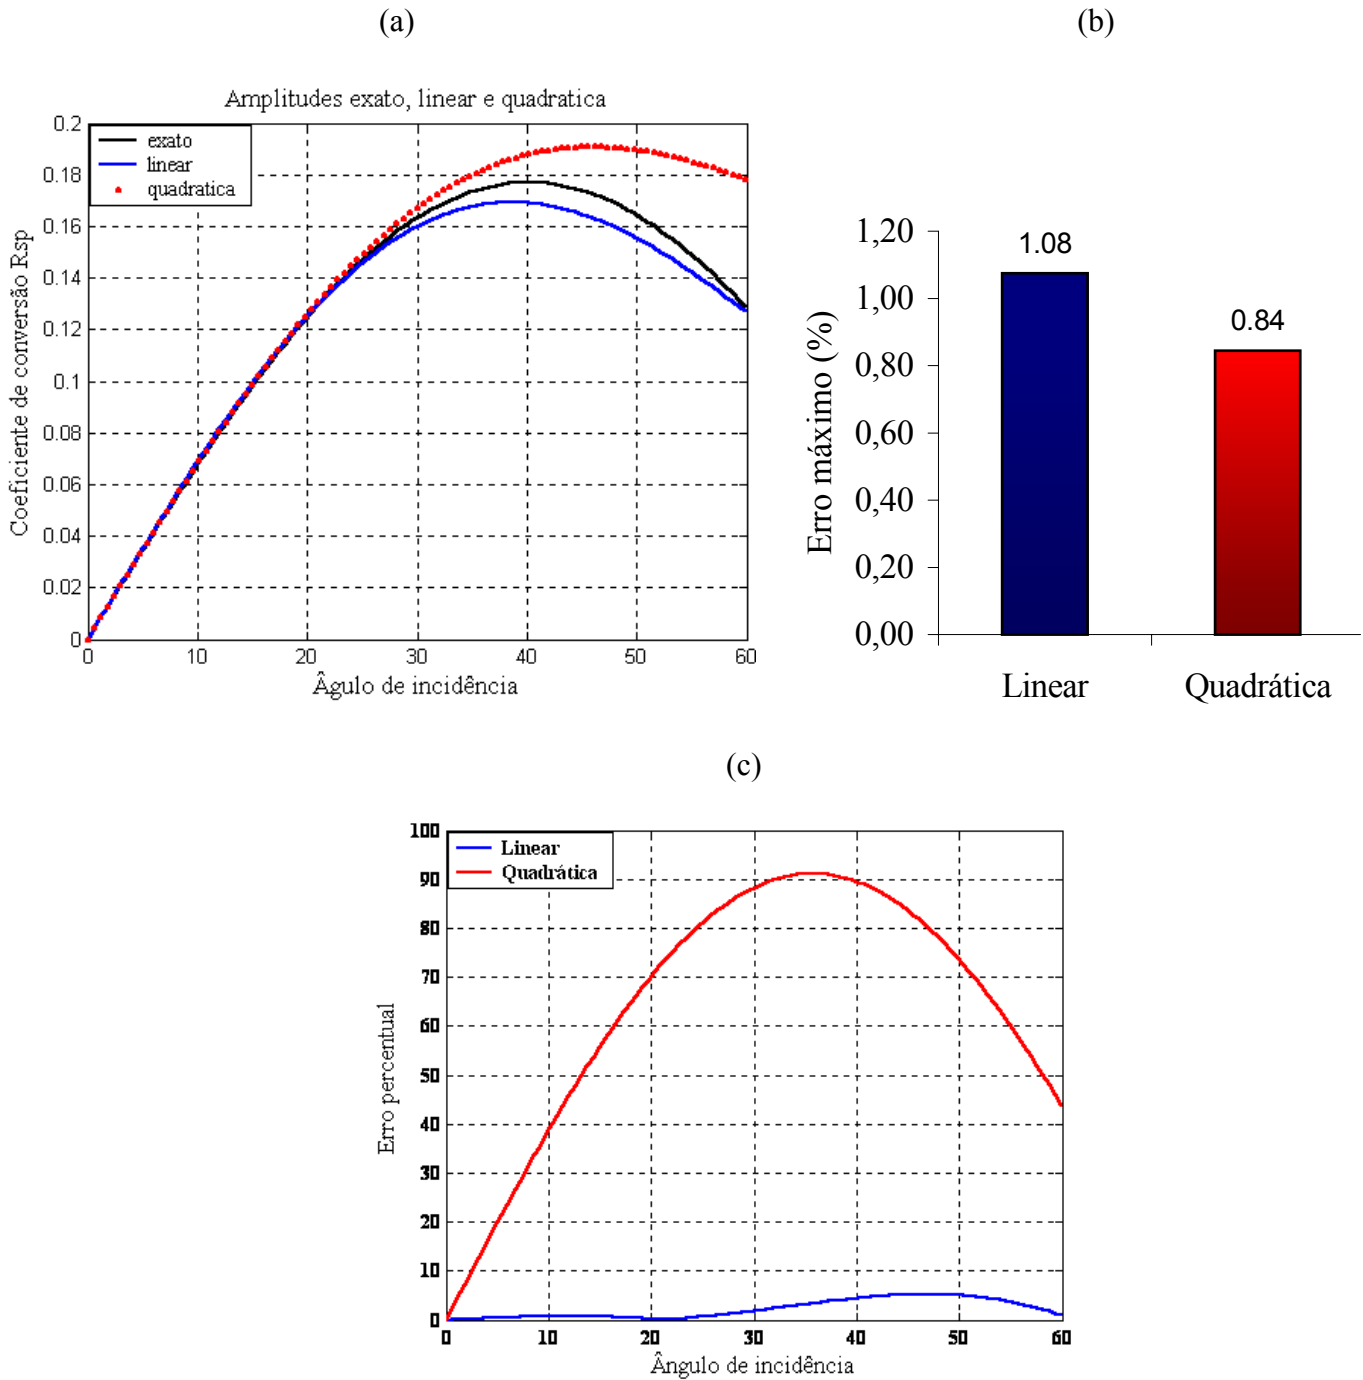 (a)
Amplitudes exato, linear e quadratica
exato
linear
quadratica
0.2
0.18
0.16
0.14
0.12
0.1
0.08
0.06
0.04
0.02
0
Coeficiente de conversão Rsp
0 10 20 30 40 50 60
Âgulo de incidência
(b)
1,20
1,00
0,80
0,60
0,40
0,20
0,00
Erro máximo (%)
1.08
0.84
Linear Quadrática
(c)
Linear
Quadrática
100
90
80
70
60
50
40
30
20
10
0
Erro percentual
0 10 20 30 40 50 60
Ângulo de incidência